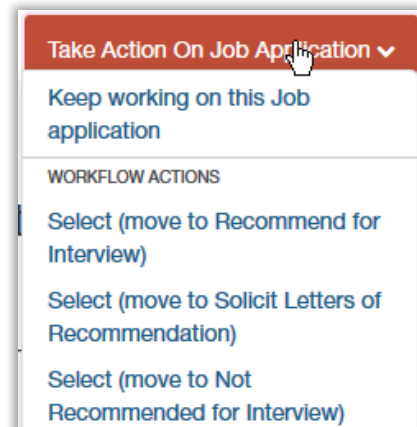 Take Action On Job Application
Keep working on this Job
application
WORKFLOW ACTIONS
Select (move to Recommend for
Interview)
Select (move to Solicit Letters of
Recommendation)
Select (move to Not
Recommended for Interview)